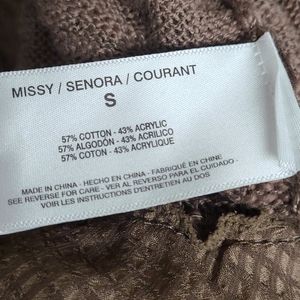 MISSY / SENORA / COURANT
S
57% COTTON - 43% ACRYLIC
57% ALGODÓN - 43% ACRILICO
57% COTON - 43% ACRYLIQUE
MADE IN CHINA - HECHO EN CHINA - FABRIQUÉ EN CHINE
SEE REVERSE FOR CARE - VER AL REVERSO PARA EL CUIDADO -
VOIR LES INSTRUCTIONS D'ENTRETIEN AU DOS